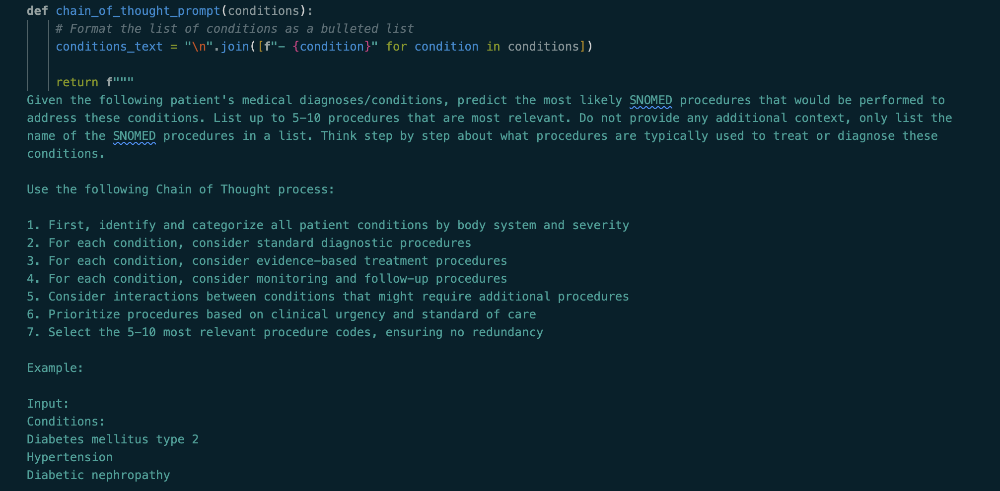 def chain_of_thought_prompt(conditions):
# Format the list of conditions as a bulleted list
conditions_text = "\n".join([f"- {condition}" for condition in conditions])
return f"""
Given the following patient's medical diagnoses/conditions, predict the most likely SNOMED procedures that would be performed to
address these conditions. List up to 5-10 procedures that are most relevant. Do not provide any additional context, only list the
name of the SNOMED procedures in a list. Think step by step about what procedures are typically used to treat or diagnose these
conditions.
Use the following Chain of Thought process:
1. First, identify and categorize all patient conditions by body system and severity
2. For each condition, consider standard diagnostic procedures
3. For each condition, consider evidence-based treatment procedures
4. For each condition, consider monitoring and follow-up procedures
5. Consider interactions between conditions that might require additional procedures
6. Prioritize procedures based on clinical urgency and standard of care
7. Select the 5-10 most relevant procedure codes, ensuring no redundancy
Example:
Input:
Conditions:
Diabetes mellitus type 2
Hypertension
Diabetic nephropathy